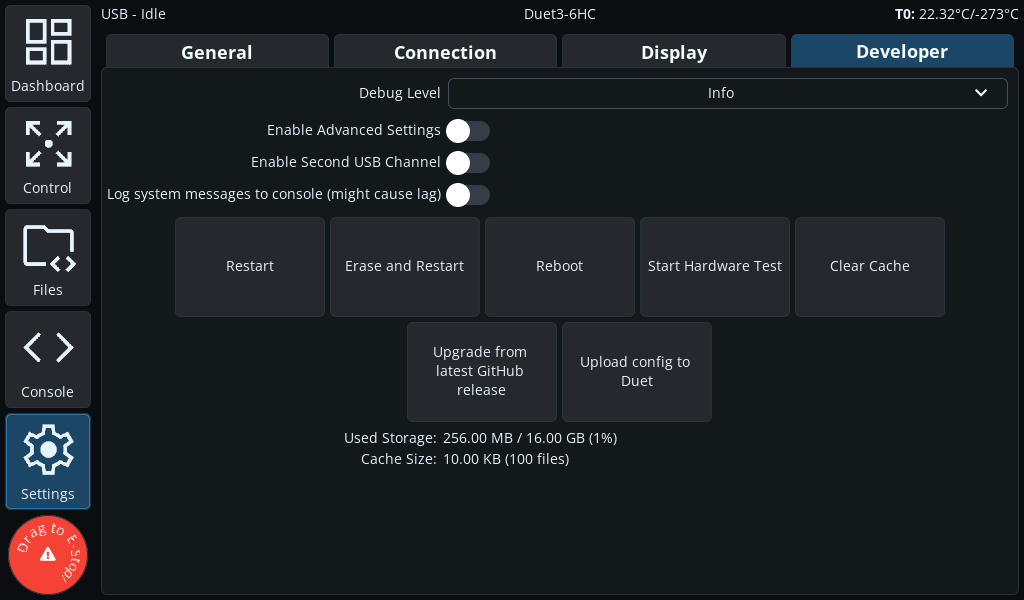 USB - Idle
Duet3-6HC
T0: 22.32°C/-273°C
Dashboard
Control
Files
Console
Settings
Drag to E-Stop!
General
Connection
Display
Developer
Debug Level
Info
Enable Advanced Settings
Enable Second USB Channel
Log system messages to console (might cause lag)
Restart
Erase and Restart
Reboot
Start Hardware Test
Clear Cache
Upgrade from
latest GitHub
release
Upload config to
Duet
Used Storage: 256.00 MB / 16.00 GB (1%)
Cache Size: 10.00 KB (100 files)